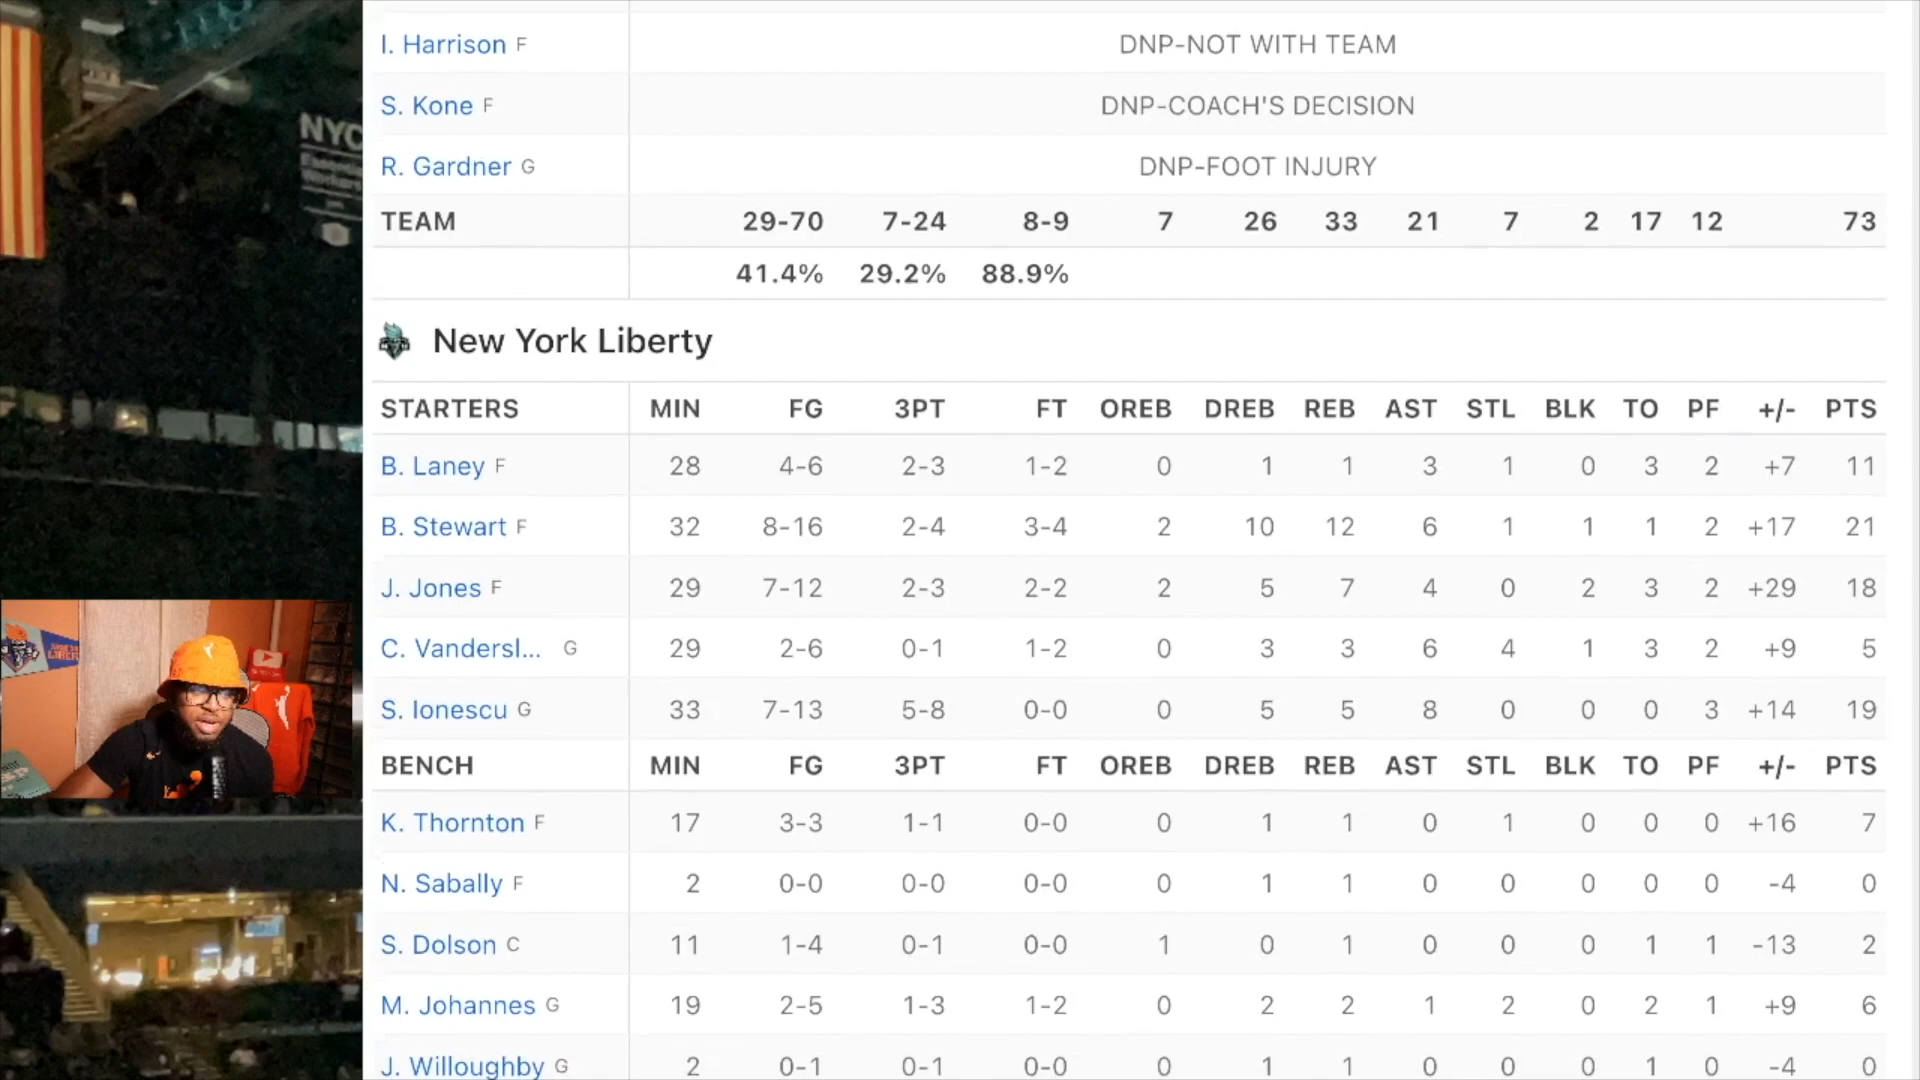 I. Harrison F DNP-NOT WITH TEAM
S. Kone F DNP-COACH'S DECISION
R. Gardner G DNP-FOOT INJURY
TEAM 29-70 7-24 8-9 7 26 33 21 7 2 17 12 73
41.4% 29.2% 88.9%
New York Liberty
STARTERS MIN FG 3PT FT OREB DREB REB AST STL BLK TO PF +/- PTS
B. Laney F 28 4-6 2-3 1-2 0 1 1 3 1 0 3 2 +7 11
B. Stewart F 32 8-16 2-4 3-4 2 10 12 6 1 1 1 2 +17 21
J. Jones F 29 7-12 2-3 2-2 2 5 7 4 0 2 3 2 +29 18
C. Vandersl... G 29 2-6 0-1 1-2 0 3 3 6 4 1 3 2 +9 5
S. Ionescu G 33 7-13 5-8 0-0 0 5 5 8 0 0 0 3 +14 19
BENCH MIN FG 3PT FT OREB DREB REB AST STL BLK TO PF +/- PTS
K. Thornton F 17 3-3 1-1 0-0 0 1 1 0 1 0 0 0 +16 7
N. Sabally F 2 0-0 0-0 0-0 0 1 1 0 0 0 0 0 -4 0
S. Dolson C 11 1-4 0-1 0-0 1 0 1 0 0 0 1 1 -13 2
M. Johannes G 19 2-5 1-3 1-2 0 2 2 1 2 0 2 1 +9 6
J. Willoughby G 2 0-1 0-1 0-0 0 1 1 0 0 0 1 0 -4 0
NYC